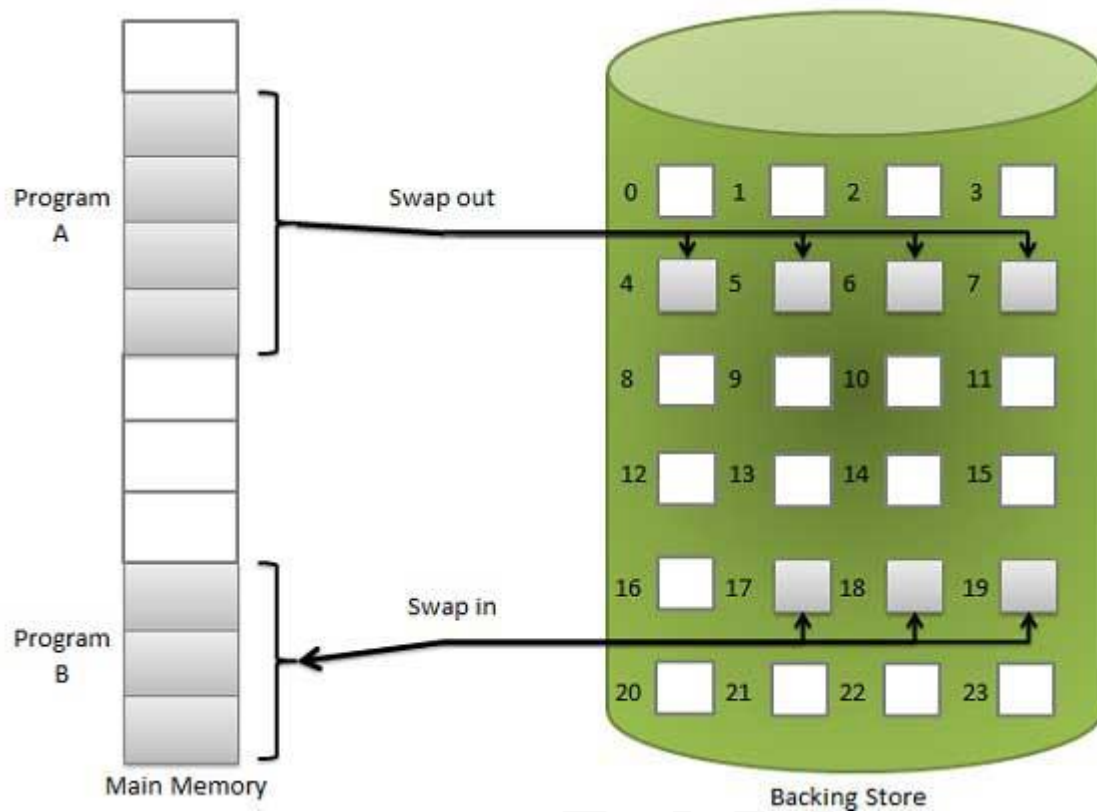 Program
A
Swap out
0 1 2 3
4 5 6 7
8 9 10 11
12 13 14 15
Swap in
16 17 18 19
Program
B
20 21 22 23
Main Memory
Backing Store